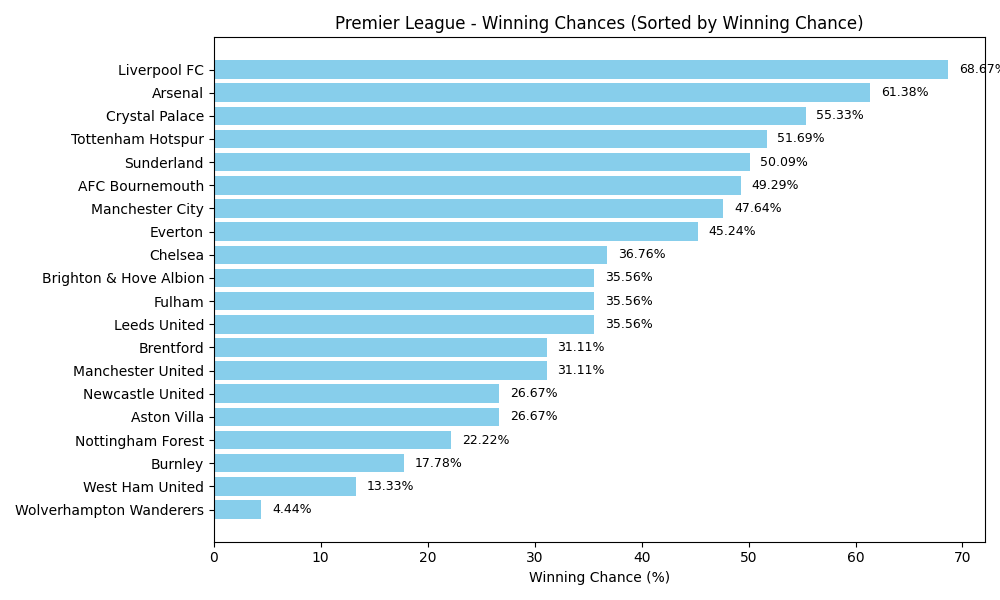 Premier League - Winning Chances (Sorted by Winning Chance)
Liverpool FC 68.67%
Arsenal 61.38%
Crystal Palace 55.33%
Tottenham Hotspur 51.69%
Sunderland 50.09%
AFC Bournemouth 49.29%
Manchester City 47.64%
Everton 45.24%
Chelsea 36.76%
Brighton & Hove Albion 35.56%
Fulham 35.56%
Leeds United 35.56%
Brentford 31.11%
Manchester United 31.11%
Newcastle United 26.67%
Aston Villa 26.67%
Nottingham Forest 22.22%
Burnley 17.78%
West Ham United 13.33%
Wolverhampton Wanderers 4.44%
0 10 20 30 40 50 60 70
Winning Chance (%)